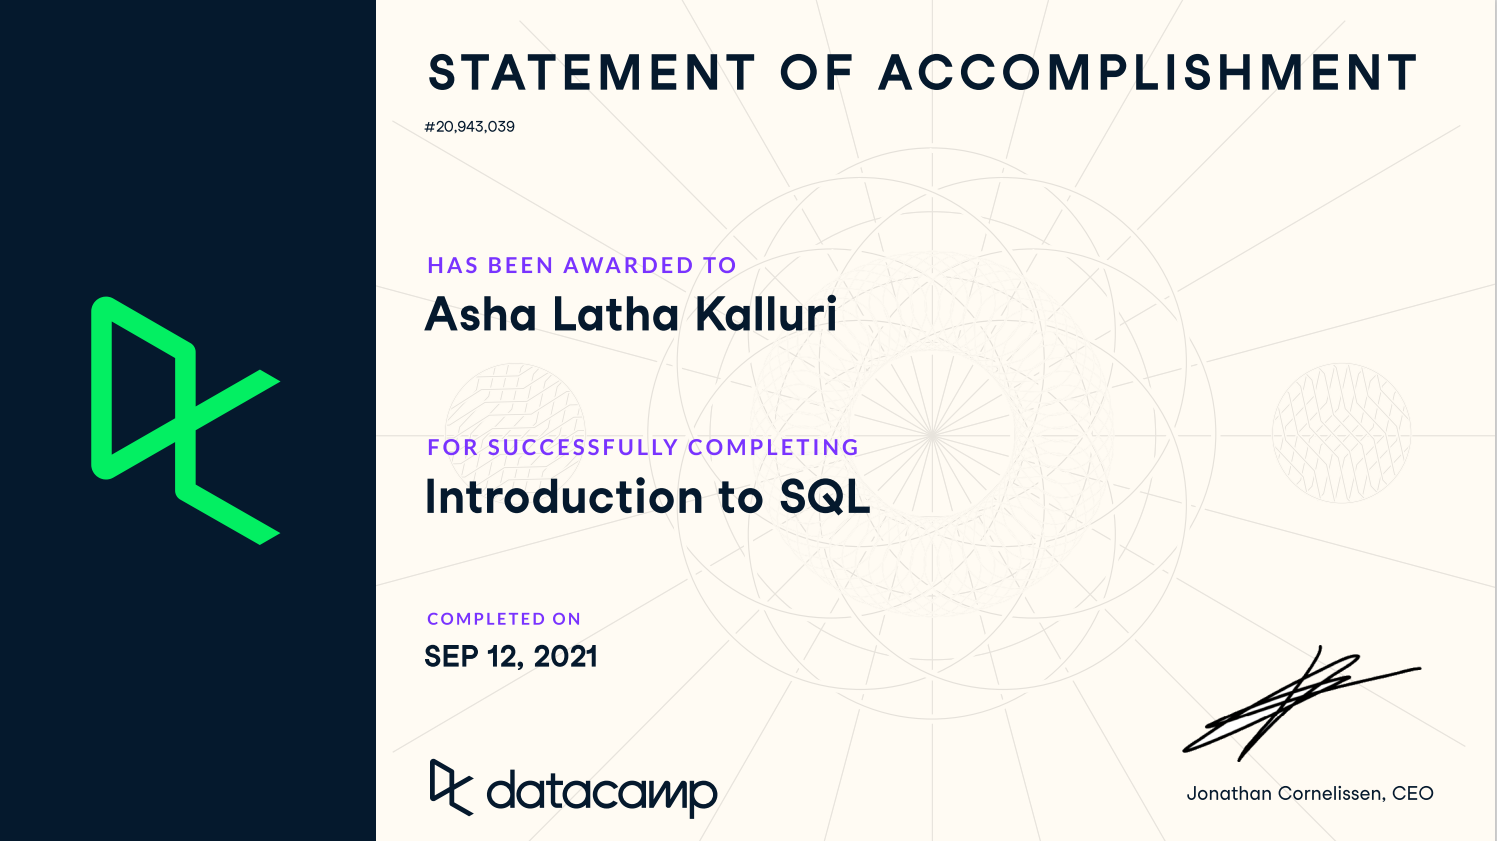 STATEMENT OF ACCOMPLISHMENT
#20,943,039
HAS BEEN AWARDED TO
Asha Latha Kalluri
FOR SUCCESSFULLY COMPLETING
Introduction to SQL
COMPLETED ON
SEP 12, 2021
datacamp
Jonathan Cornelissen, CEO